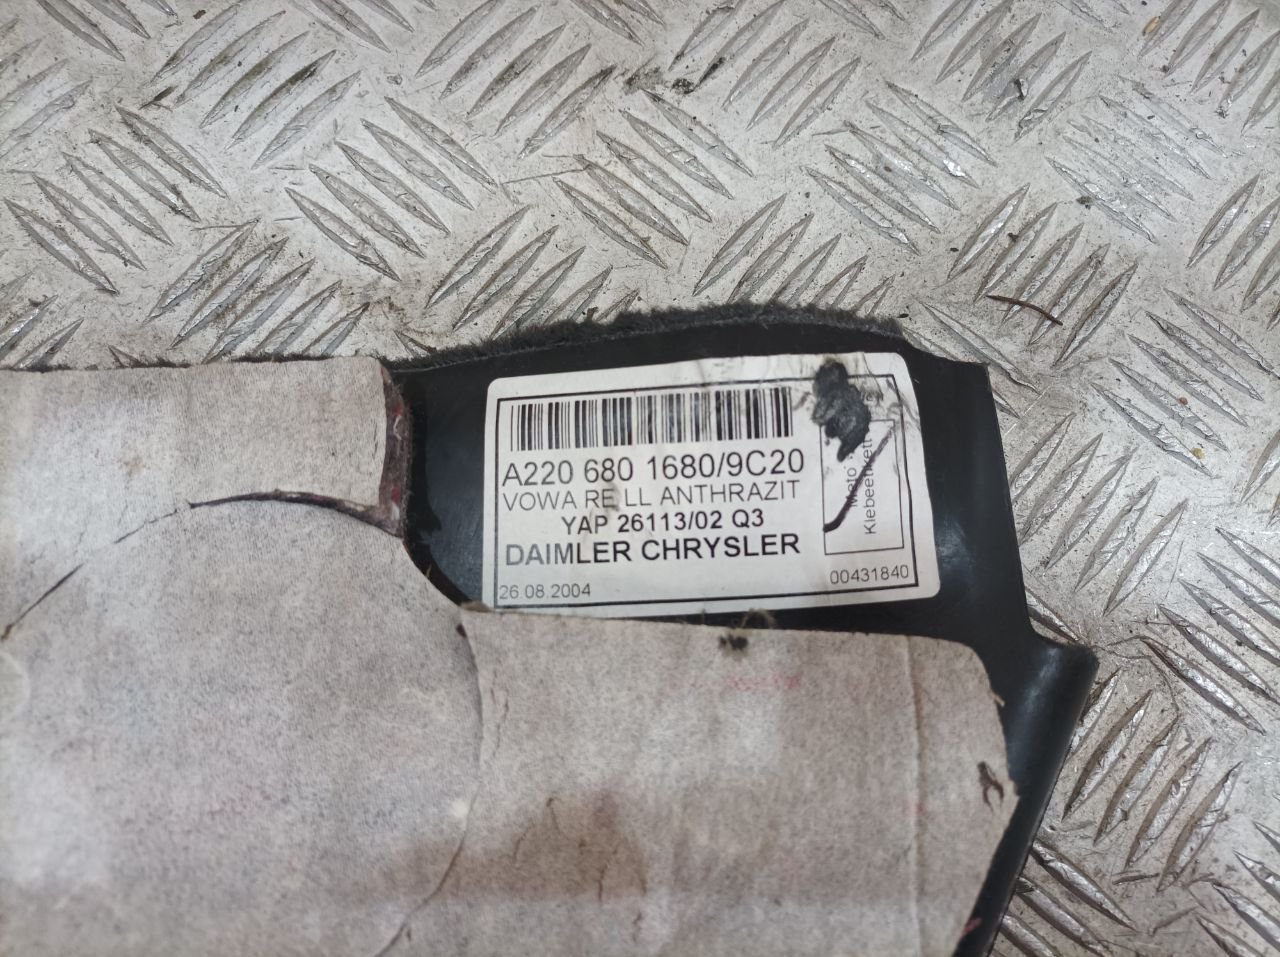 A220 680 1680/9C20
VOWA RE LL ANTHRAZIT
YAP 26113/02 Q3
DAIMLER CHRYSLER
26.08.2004
00431840
Meto
Klebeetikett